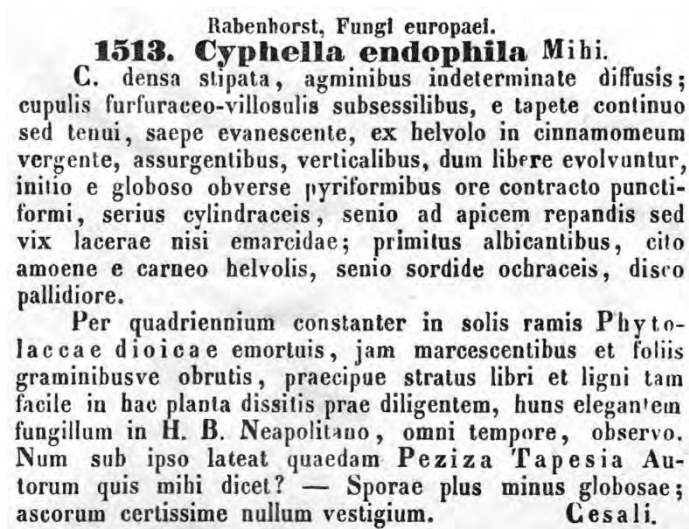 Rabenhorst, Fungi europaei.
1513. Cyphella endophila Mihi.
C. densa stipata, agminibus indeterminate diffusis;
cupulis furfuraceo-villosulis subsessilibus, e tapete continuo
sed tenui, saepe evanescente, ex helvolo in cinnamomeum
vergente, assurgentibus, verticalibus, dum libere evolvuntur,
initio e globoso obverse pyriformibus ore contracto puncti-
formi, serius cylindraceis, senio ad apicem repandis sed
vix lacerae nisi emarcidae; primitus albicantibus, cito
amoene e carneo helvolis, senio sordide ochraceis, disco
pallidiore.
Per quadriennium constanter in solis ramis Phyto-
laccae dioicae emortuis, jam marcescentibus et foliis
graminibusve obrutis, praecipue stratus libri et ligni tam
facile in hac planta dissitis prae diligentem, huns elegantem
fungillum in H. B. Neapolitano, omni tempore, observo.
Num sub ipso lateat quaedam Peziza Tapesia Au-
torum quis mihi dicet? — Sporae plus minus globosae;
ascorum certissime nullum vestigium. Cesali.